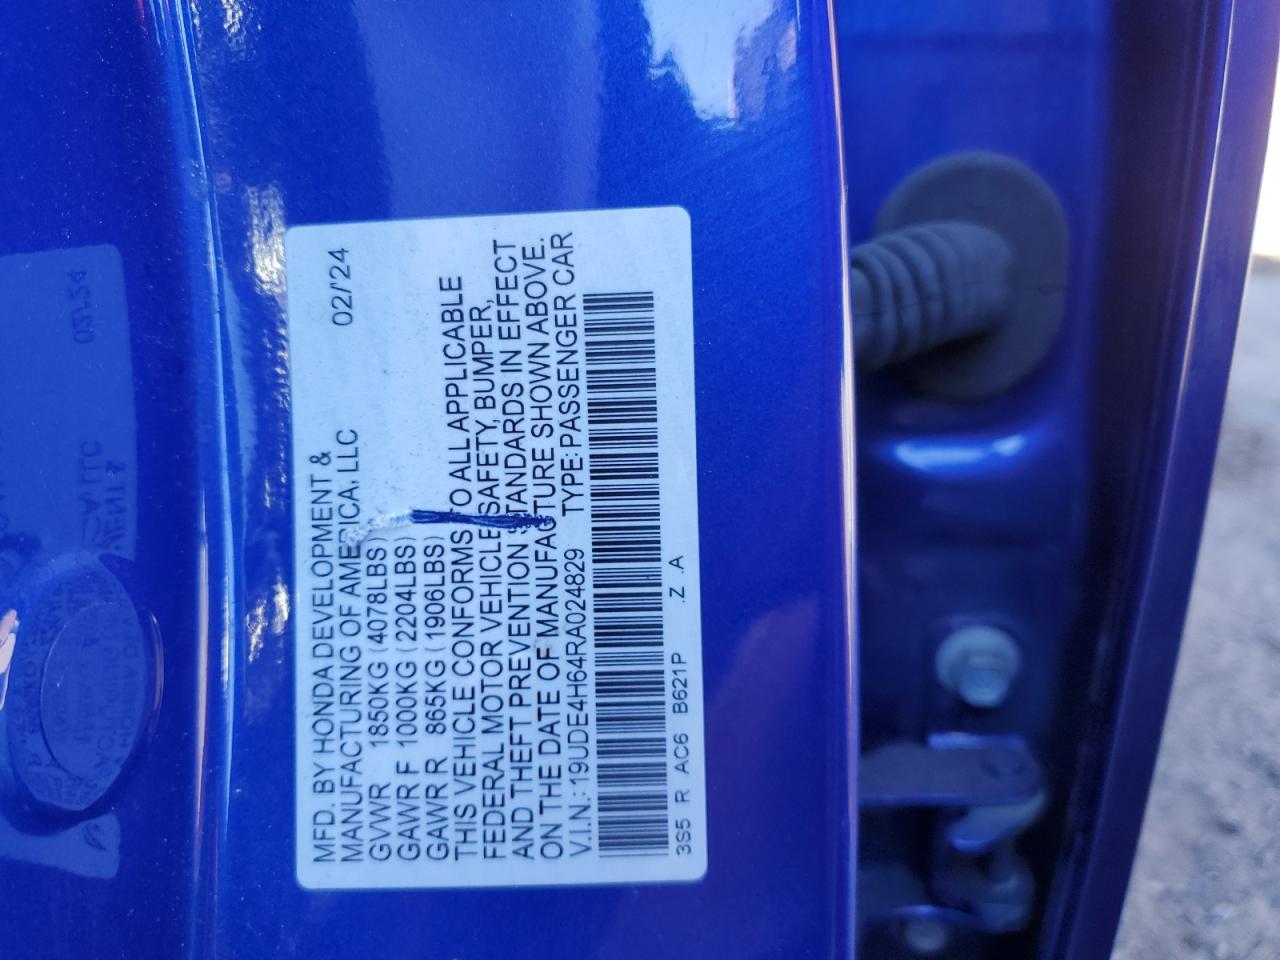 MFD. BY HONDA DEVELOPMENT &
MANUFACTURING OF AMERICA, LLC 02/'24
GVWR 1850KG (4078LBS)
GAWR F 1000KG (2204LBS)
GAWR R 865KG (1906LBS)
THIS VEHICLE CONFORMS TO ALL APPLICABLE
FEDERAL MOTOR VEHICLE SAFETY, BUMPER,
AND THEFT PREVENTION STANDARDS IN EFFECT
ON THE DATE OF MANUFACTURE SHOWN ABOVE.
V.I.N.: 19UDE4H64RA024829 TYPE: PASSENGER CAR
3S5 R AC6 B621P .Z .A